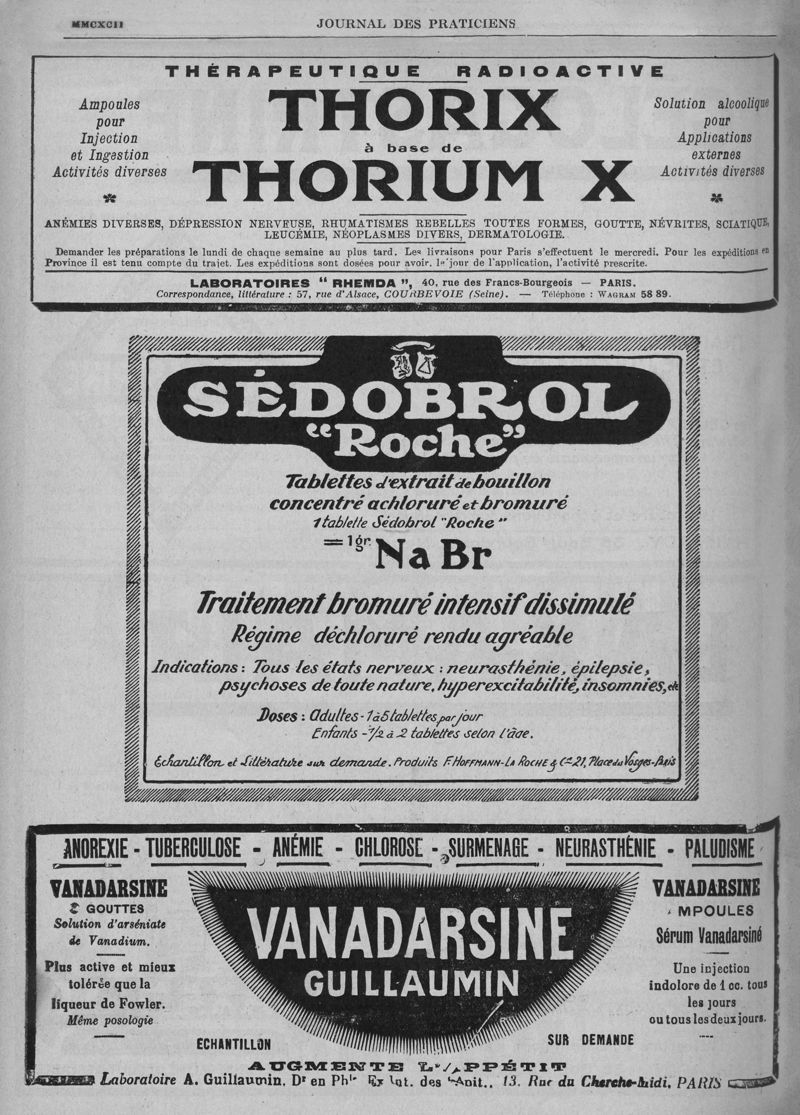 MMCXCII
JOURNAL DES PRATICIENS
THÉRAPEUTIQUE RADIOACTIVE
Ampoules
pour
Injection
et Ingestion
Activités diverses
THORIX
à base de
THORIUM X
Solution alcoolique
pour
Applications
externes
Activités diverses
ANÉMIES DIVERSES, DÉPRESSION NERVEUSE, RHUMATISMES REBELLES TOUTES FORMES, GOUTTE, NÉVRITES, SCIATIQUE,
LEUCÉMIE, NÉOPLASMES DIVERS, DERMATOLOGIE.
Demander les préparations le lundi de chaque semaine au plus tard. Les livraisons pour Paris s'effectuent le mercredi. Pour les expéditions en
Province il est tenu compte du trajet. Les expéditions sont dosées pour avoir, le jour de l'application, l'activité prescrite.
LABORATOIRES “ RHEMDA ”, 40, rue des Francs-Bourgeois — PARIS.
Correspondance, littérature : 57, rue d'Alsace, COURBEVOIE (Seine). — Téléphone : WAGRAM 58 89.
SÉDOBROL
“Roche”
Tablettes d'extrait de bouillon
concentré achloruré et bromuré
1 tablette Sédobrol "Roche"
= 1gr. NaBr
Traitement bromuré intensif dissimulé
Régime déchloruré rendu agréable
Indications : Tous les états nerveux : neurasthénie, épilepsie,
psychoses de toute nature, hyperexcitabilité, insomnies, etc
Doses : Adultes - 1 à 5 tablettes par jour
Enfants - 1/2 à 2 tablettes selon l'âge.
Échantillon et Littérature sur demande. Produits F. HOFFMANN-LA ROCHE & Cie 21, Place des Vosges - Paris
ANOREXIE - TUBERCULOSE - ANÉMIE - CHLOROSE - SURMENAGE - NEURASTHÉNIE - PALUDISME
VANADARSINE
GOUTTES
Solution d'arséniate
de Vanadium.
Plus active et mieux
tolérée que la
liqueur de Fowler.
Même posologie
VANADARSINE
GUILLAUMIN
VANADARSINE
MPOULES
Sérum Vanadarsiné
Une injection
indolore de 1 cc. tous
les jours
ou tous les deux jours.
ECHANTILLON
SUR DEMANDE
AUGMENTE L'APPÉTIT
Laboratoire A. Guillaumin, Dr en Phie Ex Int. des 13, Rue du Cherche-Midi, PARIS